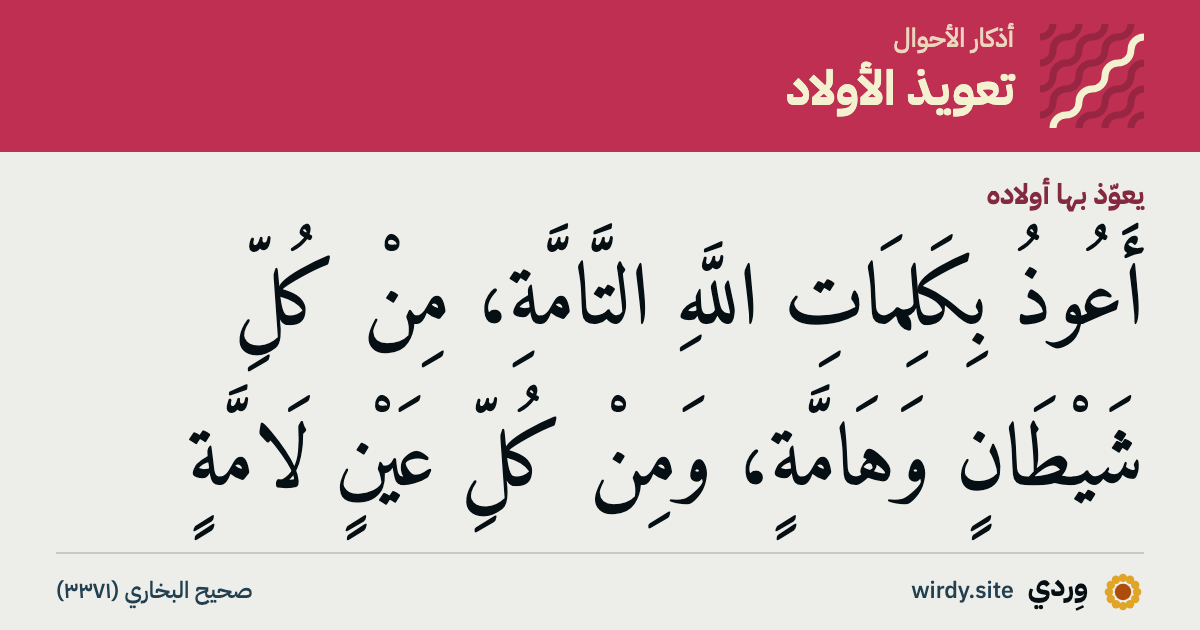 أذكار الأحوال
تعويذ الأولاد
يعوّذ بها أولاده
أَعُوذُ بِكَلِمَاتِ اللَّهِ التَّامَّةِ، مِنْ كُلِّ
شَيْطَانٍ وَهَامَّةٍ، وَمِنْ كُلِّ عَيْنٍ لَامَّةٍ
وِردي wirdy.site
صحيح البخاري (٣٣٧١)